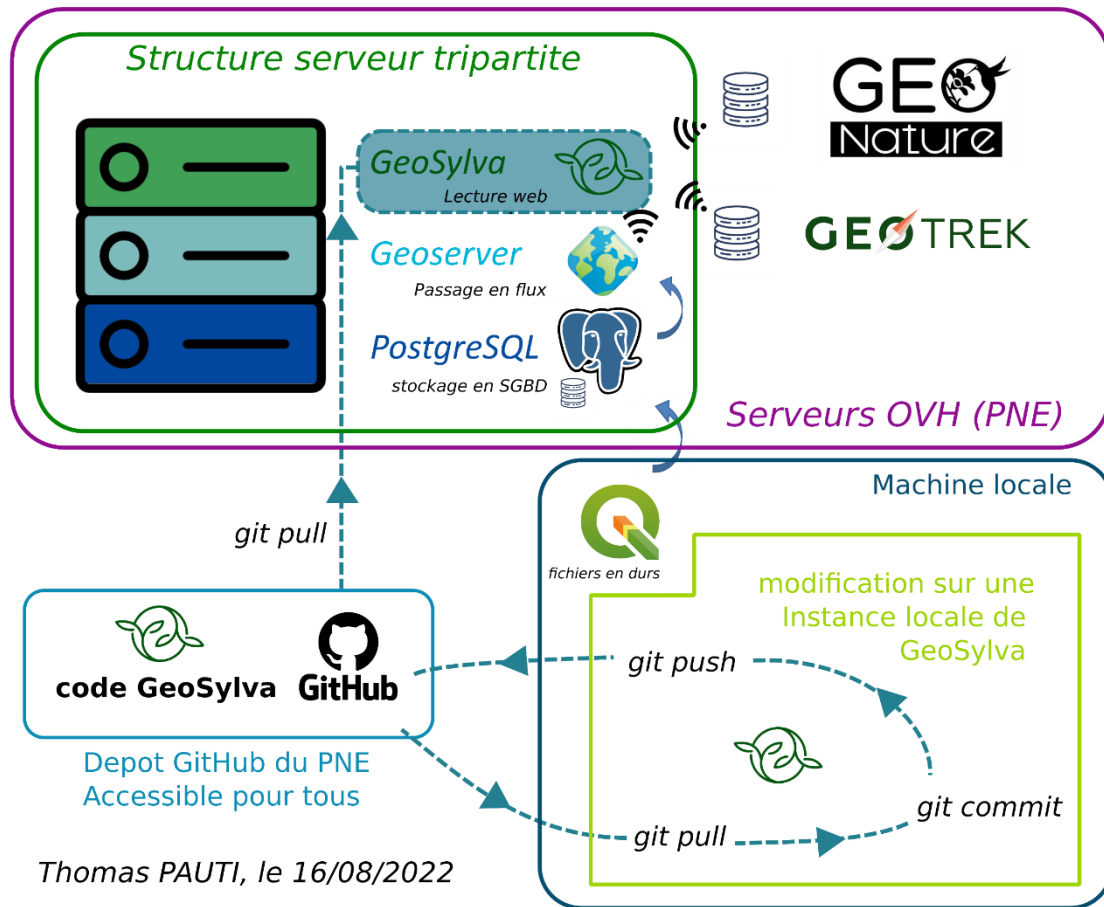 Structure serveur tripartite
GeoSylva
Lecture web
Geoserver
Passage en flux
PostgreSQL
stockage en SGBD
GEO
Nature
GEOTREK
Serveurs OVH (PNE)
Machine locale
fichiers en durs
modification sur une
Instance locale de
GeoSylva
git pull
code GeoSylva
GitHub
Depot GitHub du PNE
Accessible pour tous
git push
git commit
git pull
Thomas PAUTI, le 16/08/2022